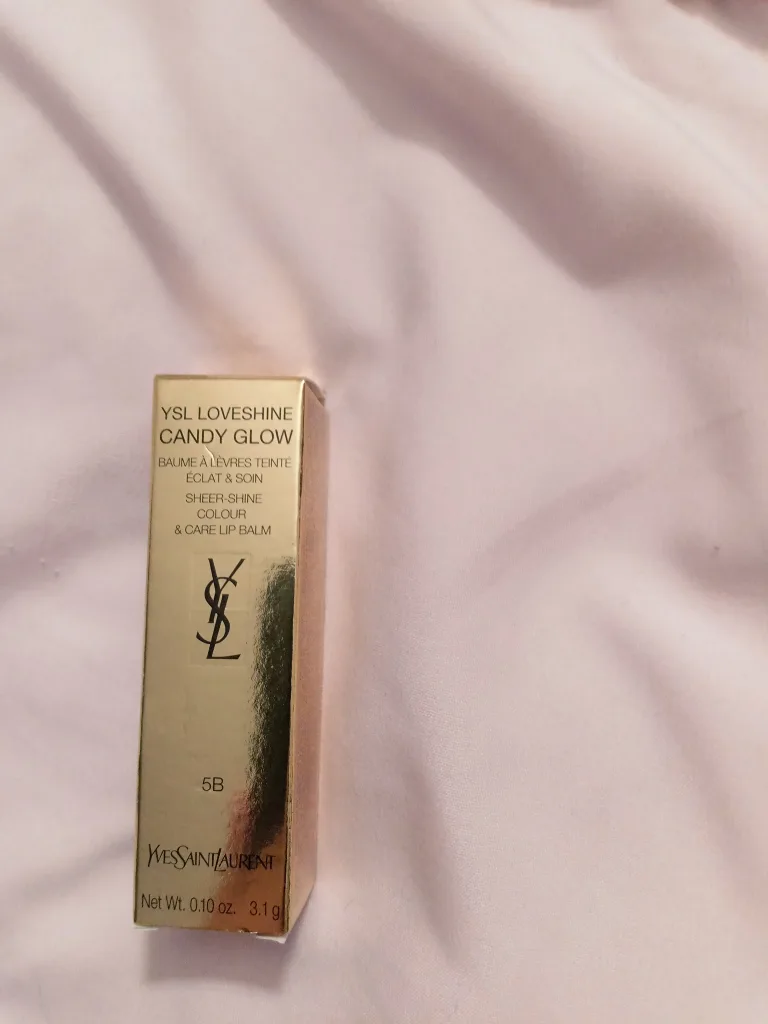 YSL LOVESHINE
CANDY GLOW
BAUME À LÈVRES TEINTÉ
ÉCLAT & SOIN
SHEER-SHINE
COLOUR
& CARE LIP BALM
YSL
5B
YVESSAINTLAURENT
Net Wt. 0.10 oz. 3.1 g